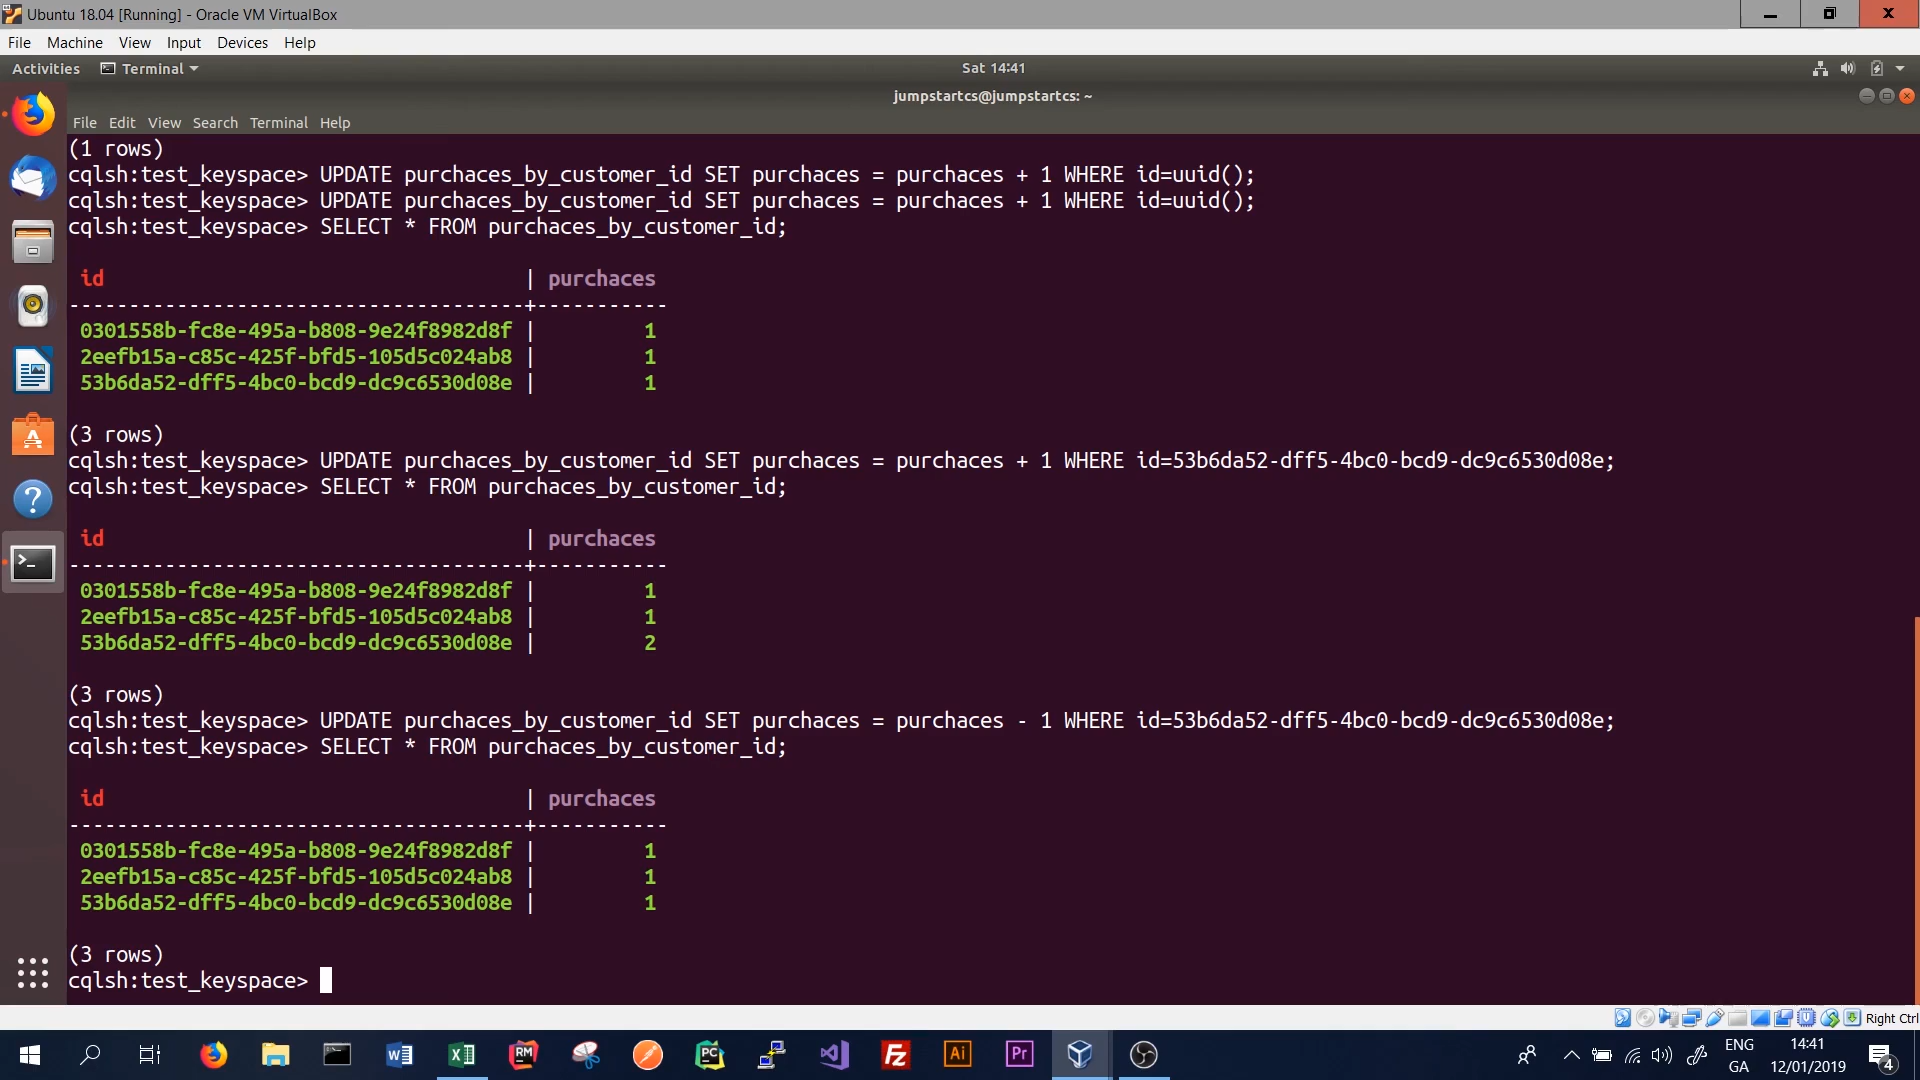 Ubuntu 18.04 [Running] - Oracle VM VirtualBox
File Machine View Input Devices Help
Activities Terminal Sat 14:41
jumpstartcs@jumpstartcs: ~
File Edit View Search Terminal Help
(1 rows)
cqlsh:test_keyspace> UPDATE purchaces_by_customer_id SET purchaces = purchaces + 1 WHERE id=uuid();
cqlsh:test_keyspace> UPDATE purchaces_by_customer_id SET purchaces = purchaces + 1 WHERE id=uuid();
cqlsh:test_keyspace> SELECT * FROM purchaces_by_customer_id;
id | purchaces
--------------------------------------+-----------
0301558b-fc8e-495a-b808-9e24f8982d8f | 1
2eefb15a-c85c-425f-bfd5-105d5c024ab8 | 1
53b6da52-dff5-4bc0-bcd9-dc9c6530d08e | 1
(3 rows)
cqlsh:test_keyspace> UPDATE purchaces_by_customer_id SET purchaces = purchaces + 1 WHERE id=53b6da52-dff5-4bc0-bcd9-dc9c6530d08e;
cqlsh:test_keyspace> SELECT * FROM purchaces_by_customer_id;
id | purchaces
--------------------------------------+-----------
0301558b-fc8e-495a-b808-9e24f8982d8f | 1
2eefb15a-c85c-425f-bfd5-105d5c024ab8 | 1
53b6da52-dff5-4bc0-bcd9-dc9c6530d08e | 2
(3 rows)
cqlsh:test_keyspace> UPDATE purchaces_by_customer_id SET purchaces = purchaces - 1 WHERE id=53b6da52-dff5-4bc0-bcd9-dc9c6530d08e;
cqlsh:test_keyspace> SELECT * FROM purchaces_by_customer_id;
id | purchaces
--------------------------------------+-----------
0301558b-fc8e-495a-b808-9e24f8982d8f | 1
2eefb15a-c85c-425f-bfd5-105d5c024ab8 | 1
53b6da52-dff5-4bc0-bcd9-dc9c6530d08e | 1
(3 rows)
cqlsh:test_keyspace>
Right Ctrl
RM PC Fz Ai Pr
ENG 14:41
GA 12/01/2019 4